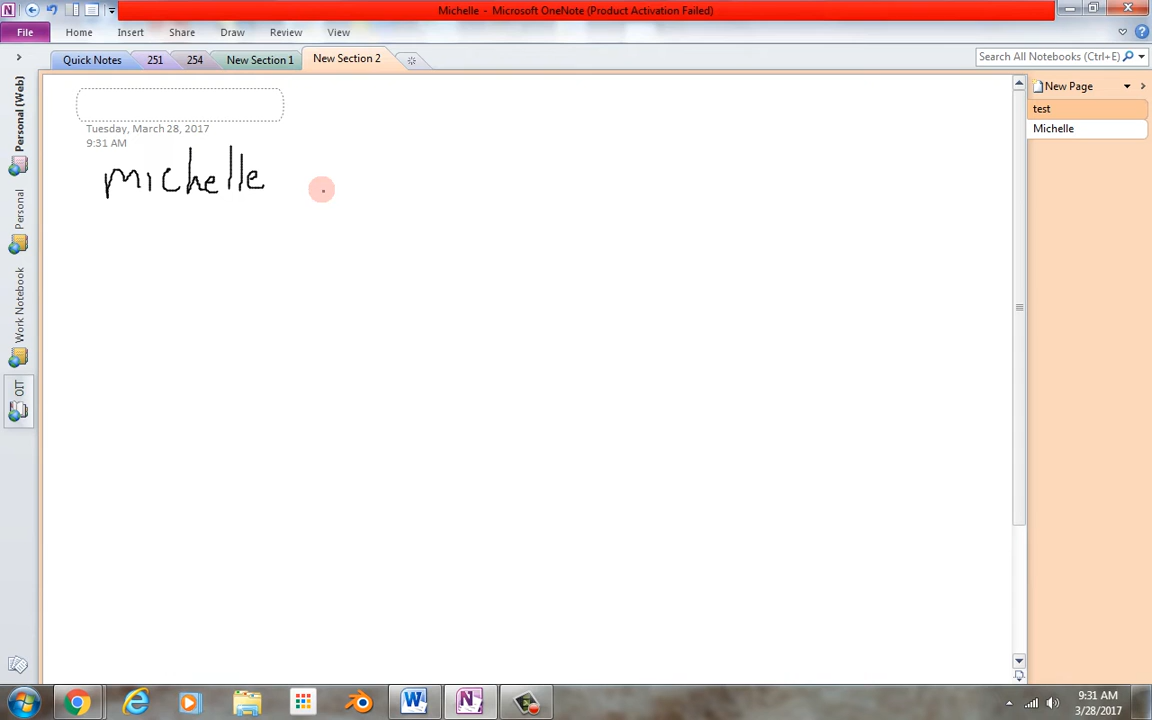 Michelle - Microsoft OneNote (Product Activation Failed)
File Home Insert Share Draw Review View
Quick Notes 251 254 New Section 1 New Section 2 Search All Notebooks (Ctrl+E)
New Page
test
Michelle
Tuesday, March 28, 2017
9:31 AM
michelle
Personal (Web)
Personal
Work Notebook
OIT
9:31 AM
3/28/2017